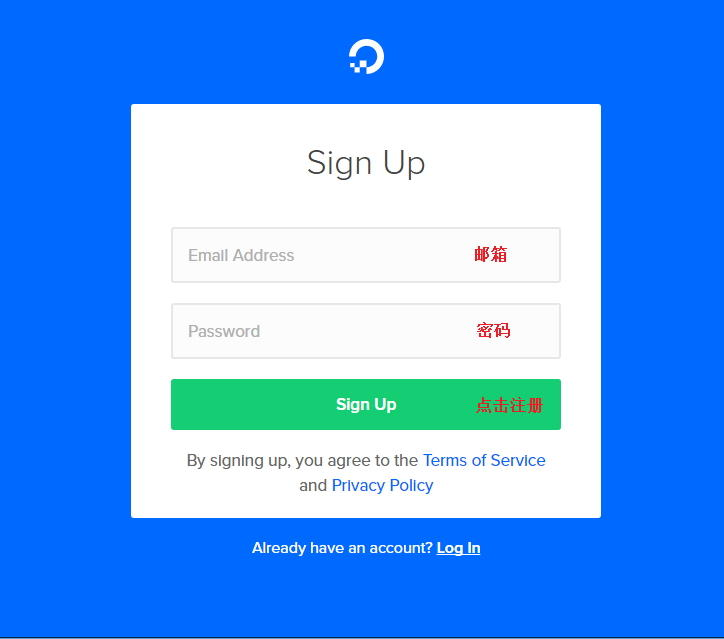 Sign Up
Email Address 邮箱
Password 密码
Sign Up 点击注册
By signing up, you agree to the Terms of Service
and Privacy Policy
Already have an account? Log In